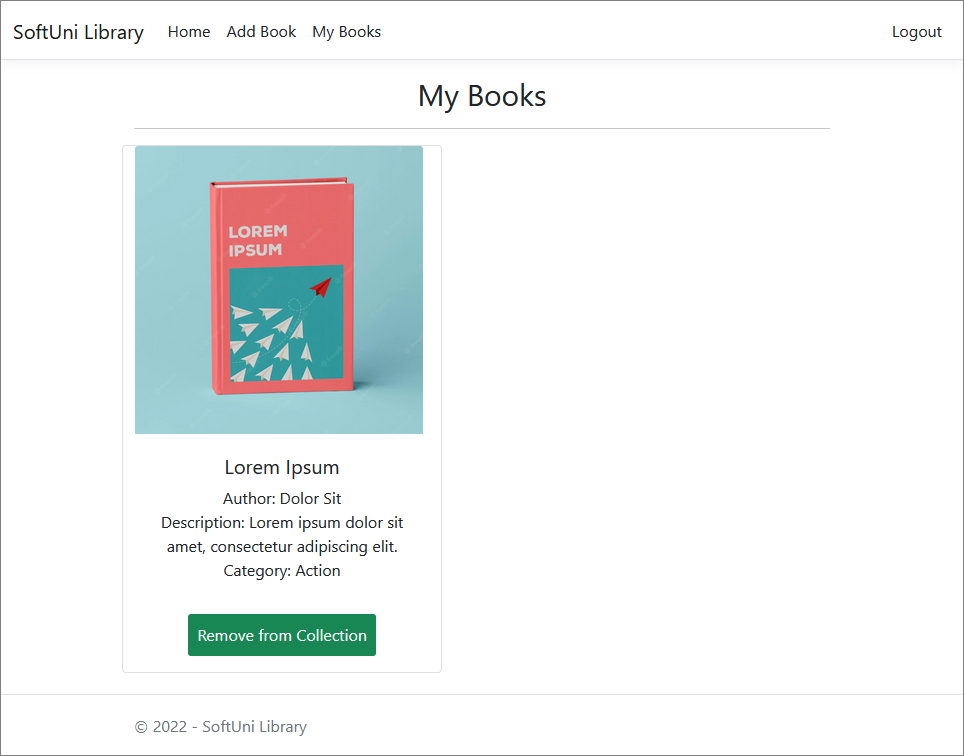 SoftUni Library Home Add Book My Books Logout
My Books
LOREM
IPSUM
Lorem Ipsum
Author: Dolor Sit
Description: Lorem ipsum dolor sit
amet, consectetur adipiscing elit.
Category: Action
Remove from Collection
© 2022 - SoftUni Library